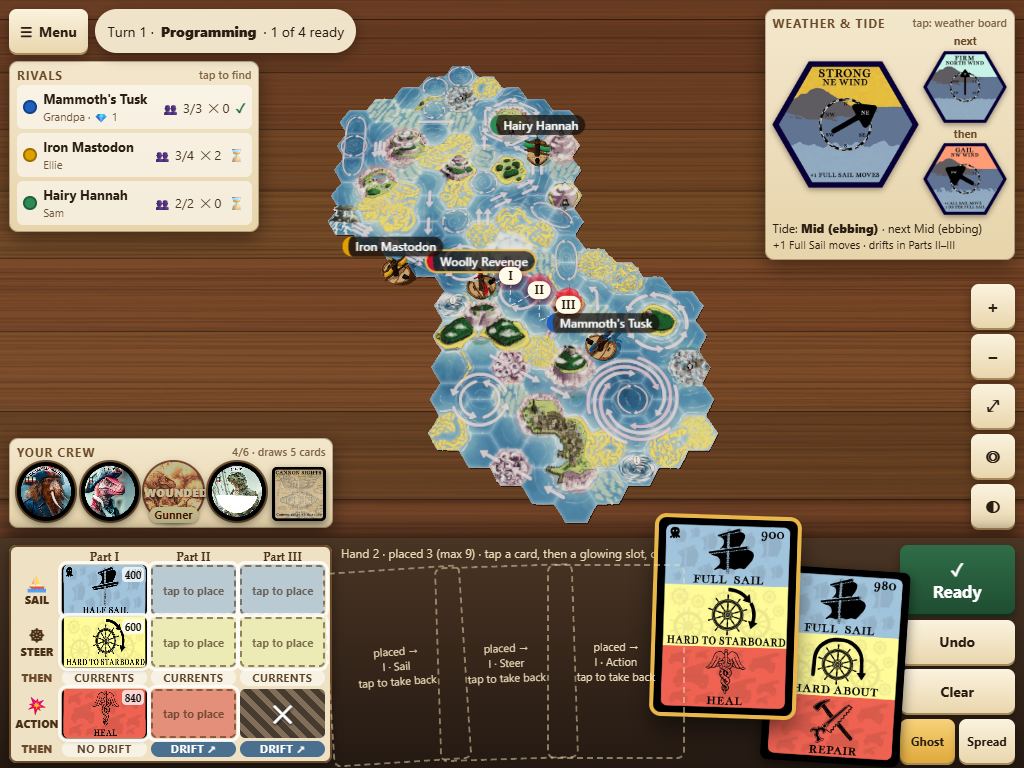 ☰ Menu
Turn 1 · Programming · 1 of 4 ready
RIVALS
tap to find
Mammoth's Tusk
Grandpa · 💎 1
3/3 ⚔0 ✓
Iron Mastodon
Ellie
3/4 ⚔2
Hairy Hannah
Sam
2/2 ⚔0
WEATHER & TIDE
tap: weather board
next
STRONG
NE WIND
NW
NE
+1 FULL SAIL MOVES
FIRM
NORTH WIND
then
GAIL
NW WIND
Tide: Mid (ebbing) · next Mid (ebbing)
+1 Full Sail moves · drifts in Parts II–III
Hairy Hannah
Iron Mastodon
Woolly Revenge
I
II
III
Mammoth's Tusk
+
−
YOUR CREW
4/6 · draws 5 cards
WOUNDED
Gunner
CANNON SIGHTS
Part I
Part II
Part III
SAIL
400
HALF SAIL
tap to place
tap to place
STEER
600
HARD TO STARBOARD
tap to place
tap to place
THEN
CURRENTS
CURRENTS
CURRENTS
ACTION
840
HEAL
tap to place
THEN
NO DRIFT
DRIFT ↗
DRIFT ↗
Hand 2 · placed 3 (max 9) · tap a card, then a glowing slot,
placed →
I · Sail
tap to take back
placed →
I · Steer
tap to take back
placed →
I · Action
tap to take back
900
FULL SAIL
HARD TO STARBOARD
HEAL
980
FULL SAIL
HARD ABOUT
REPAIR
✓
Ready
Undo
Clear
Ghost
Spread